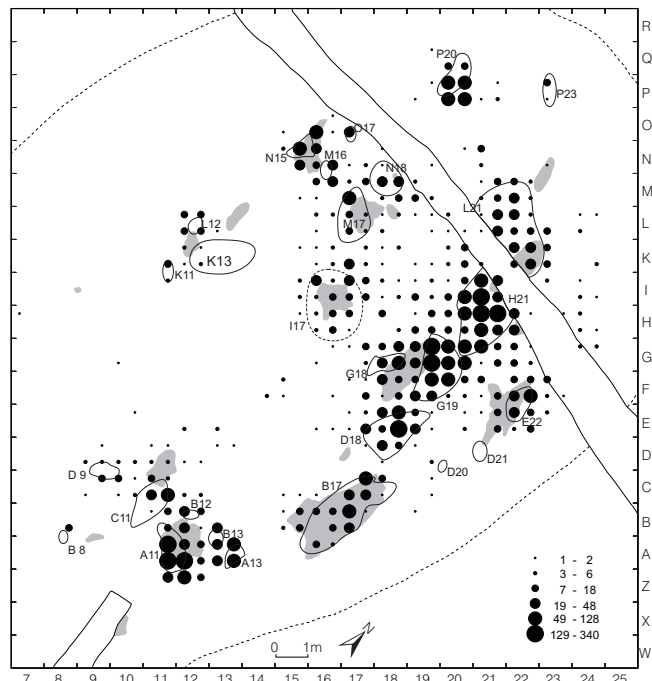 R
P20
Q
P
P23
O17
O
N15
M16
N
N18
M
L21
L12
M17
L
K13
K
K11
I
H21
I17
H
G
G18
F
G19
E22
E
D18
D21
D
D 9
D20
B17
C
C11
B12
B
B13
B 8
A11
A13
A
1 - 2
3 - 6
Z
7 - 18
19 - 48
N
49 - 128
X
0 1m
129 - 340
W
7 8 9 10 11 12 13 14 15 16 17 18 19 20 21 22 23 24 25